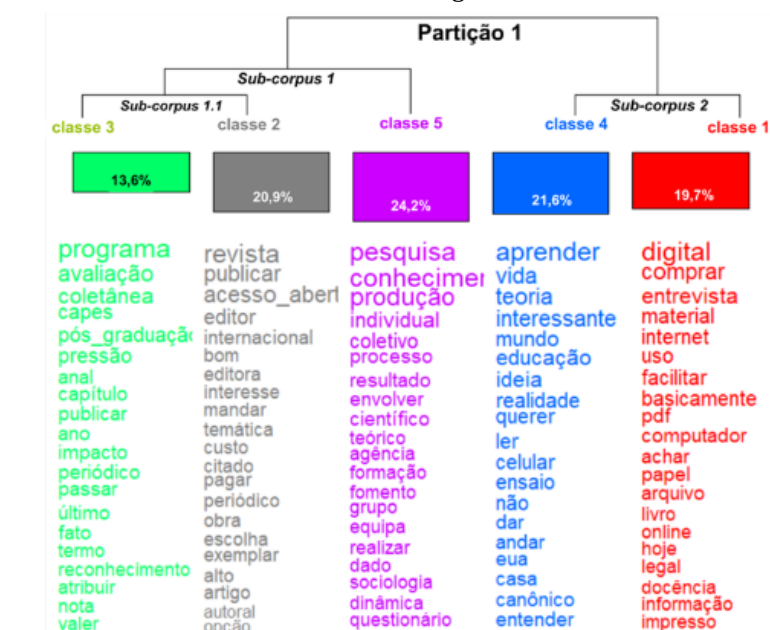 Partição 1
Sub-corpus 1
Sub-corpus 1.1
Sub-corpus 2
classe 3
classe 2
classe 5
classe 4
classe 1
13,6%
20,9%
24,2%
21,6%
19,7%
programa
avaliação
coletânea
capes
pós_graduaçã
pressão
anal
capítulo
publicar
ano
impacto
periódico
passar
último
fato
termo
reconhecimento
atribuir
nota
valer
revista
publicar
acesso_abert
editor
internacional
bom
editora
interesse
mandar
temática
custo
citado
pagar
periódico
obra
escolha
exemplar
alto
artigo
autoral
opção
pesquisa
conhecimen
produção
individual
coletivo
processo
resultado
envolver
científico
teórico
agência
formação
fomento
grupo
equipa
realizar
dado
sociologia
dinâmica
questionário
aprender
vida
teoria
interessante
mundo
educação
ideia
realidade
querer
ler
celular
ensaio
não
dar
andar
eua
casa
canônico
entender
digital
comprar
entrevista
material
internet
uso
facilitar
basicamente
pdf
computador
achar
papel
arquivo
livro
online
hoje
legal
docência
informação
impresso